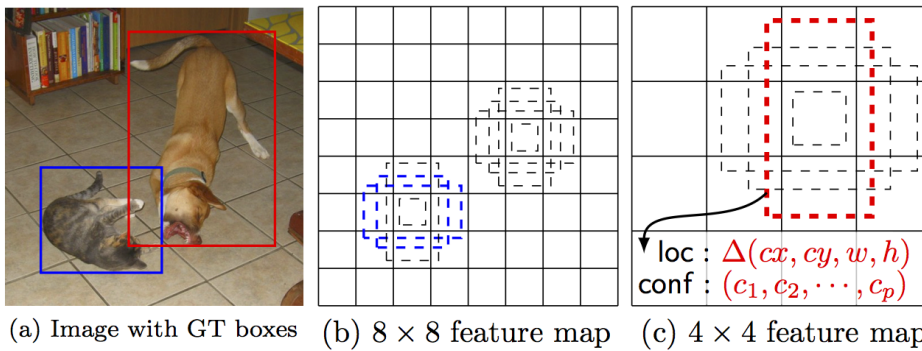 loc : Δ(cx, cy, w, h)
conf : (c₁, c₂, ⋯, cₚ)
(a) Image with GT boxes
(b) 8 × 8 feature map
(c) 4 × 4 feature map